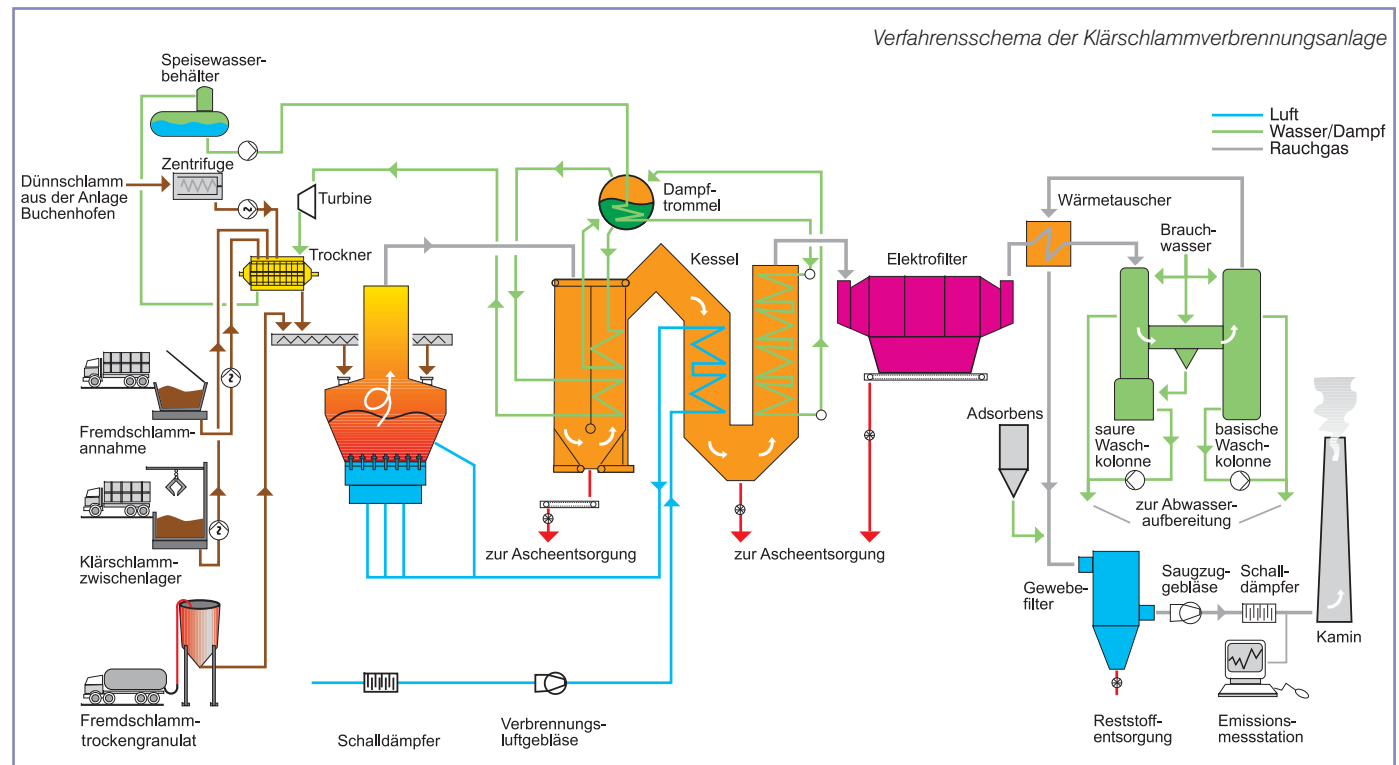 Verfahrensschema der Klärschlammverbrennungsanlage
Speisewasser-
behälter
Luft
Wasser/Dampf
Rauchgas
Zentrifuge
Dünnschlamm
aus der Anlage
Buchenhofen
Turbine
Dampf-
trommel
Wärmetauscher
Brauch-
wasser
Trockner
Kessel
Elektrofilter
Fremdschlamm-
annahme
Adsorbens
saure
Wasch-
kolonne
basische
Wasch-
kolonne
zur Abwasser-
aufbereitung
zur Ascheentsorgung
zur Ascheentsorgung
Klärschlamm-
zwischenlager
Gewebe-
filter
Saugzug-
gebläse
Schall-
dämpfer
Kamin
Fremdschlamm-
trockengranulat
Schalldämpfer
Verbrennungs-
luftgebläse
Reststoff-
entsorgung
Emissions-
messstation